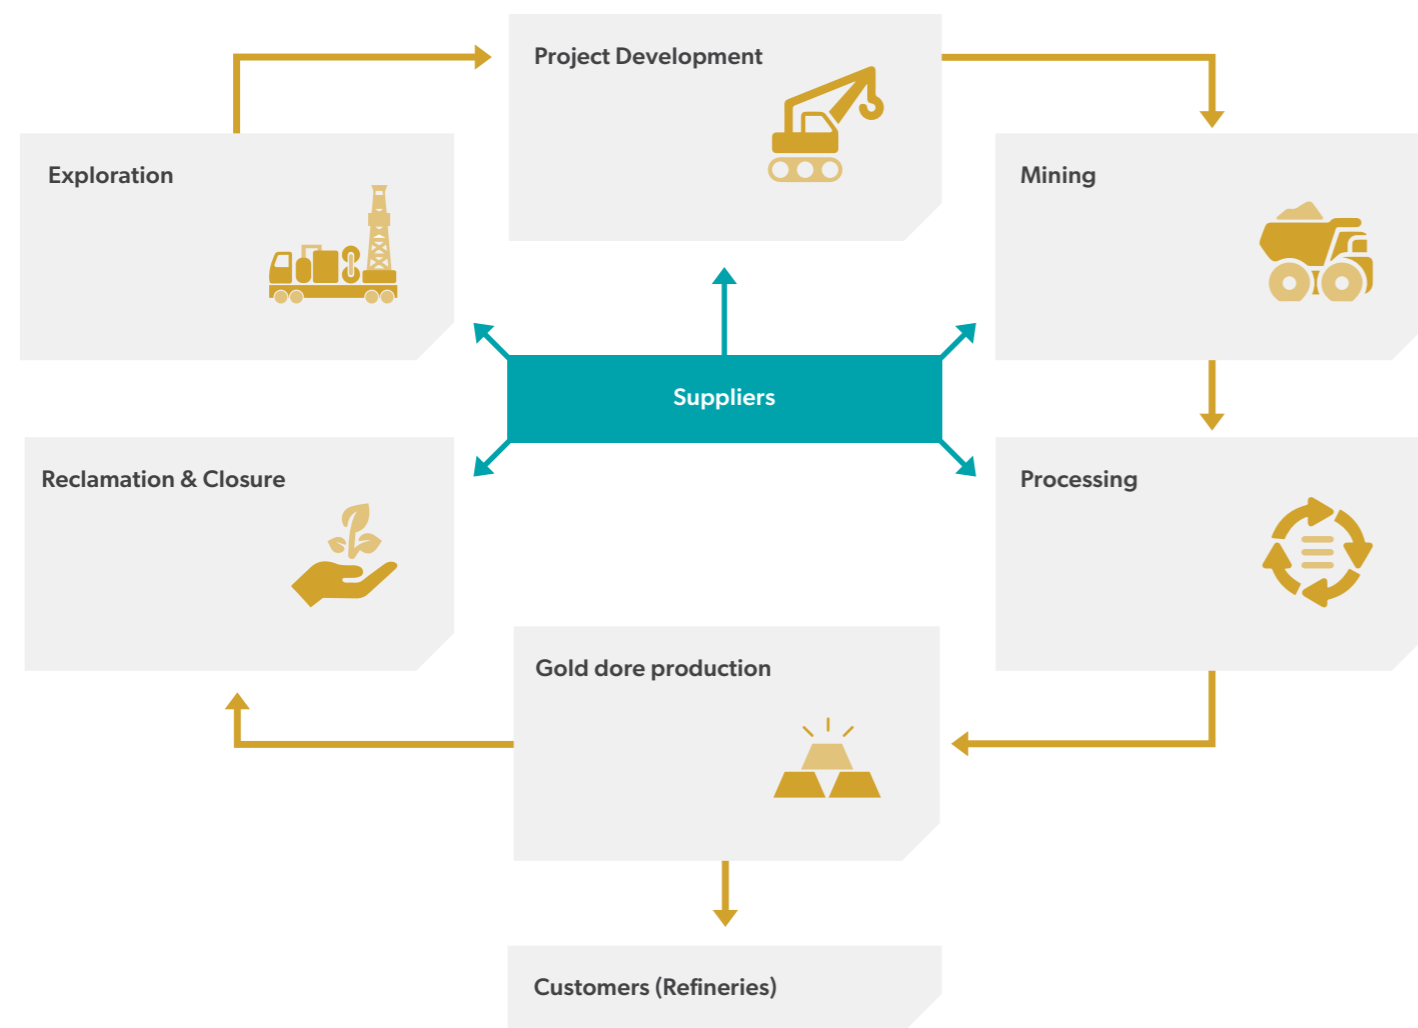 Project Development
Exploration
Mining
Suppliers
Reclamation & Closure
Processing
Gold dore production
Customers (Refineries)